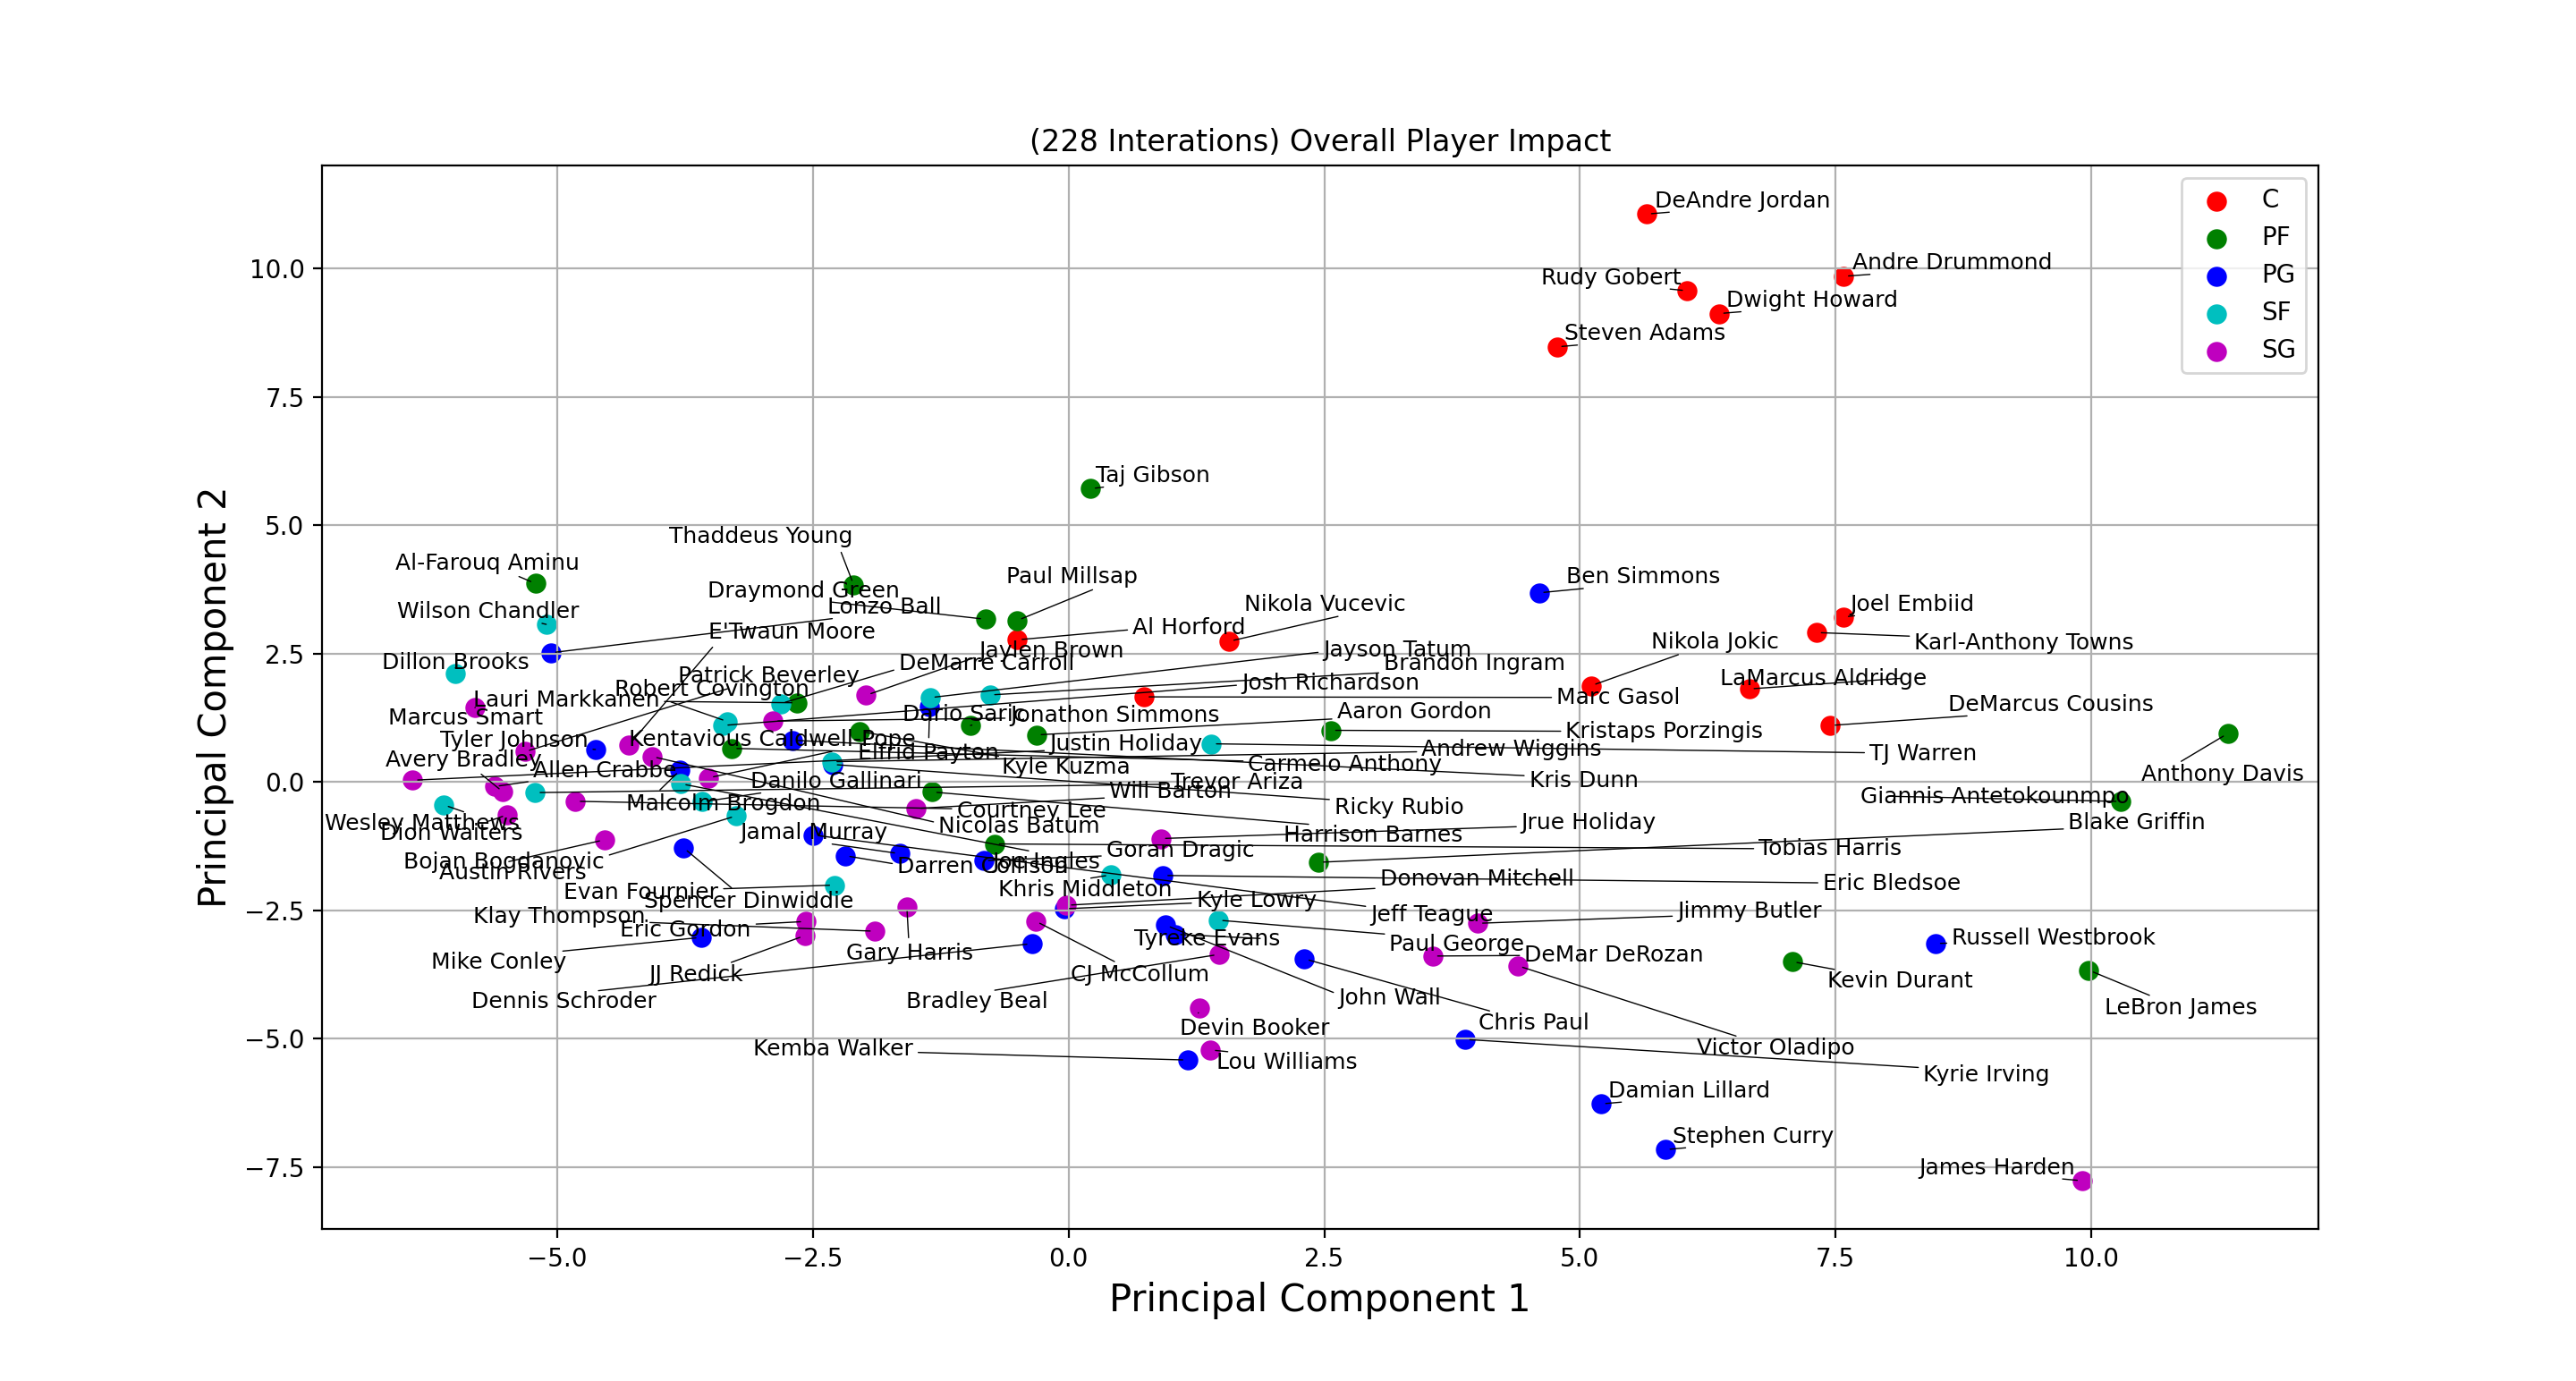 (228 Interations) Overall Player Impact
DeAndre Jordan
C
PF
PG
SF
SG
Andre Drummond
Rudy Gobert
Dwight Howard
Steven Adams
Taj Gibson
Thaddeus Young
Al-Farouq Aminu
Paul Millsap
Ben Simmons
Draymond Green
Lonzo Ball
Nikola Vucevic
Joel Embiid
Wilson Chandler
Al Horford
E'Twaun Moore
Nikola Jokic
Karl-Anthony Towns
Jaylen Brown
Jayson Tatum
Dillon Brooks
DeMarre Carroll
Brandon Ingram
Patrick Beverley
LaMarcus Aldridge
Robert Covington
Josh Richardson
Lauri Markkanen
Marc Gasol
DeMarcus Cousins
Marcus Smart
Dario Saric
Jonathon Simmons
Aaron Gordon
Kristaps Porzingis
Tyler Johnson
Kentavious Caldwell-Pope
Justin Holiday
Elfrid Payton
Andrew Wiggins
TJ Warren
Avery Bradley
Allen Crabbe
Kyle Kuzma
Carmelo Anthony
Anthony Davis
Danilo Gallinari
Trevor Ariza
Kris Dunn
Will Barton
Giannis Antetokounmpo
Malcolm Brogdon
Courtney Lee
Ricky Rubio
Wesley Matthews
Nicolas Batum
Jrue Holiday
Blake Griffin
Dion Waiters
Jamal Murray
Harrison Barnes
Goran Dragic
Tobias Harris
Bojan Bogdanovic
Joe Ingles
Darren Collison
Austin Rivers
Donovan Mitchell
Eric Bledsoe
Evan Fournier
Khris Middleton
Spencer Dinwiddie
Kyle Lowry
Klay Thompson
Jeff Teague
Jimmy Butler
Eric Gordon
Tyreke Evans
Paul George
Russell Westbrook
Gary Harris
DeMar DeRozan
Mike Conley
JJ Redick
CJ McCollum
Kevin Durant
Dennis Schroder
Bradley Beal
John Wall
LeBron James
Devin Booker
Chris Paul
Kemba Walker
Lou Williams
Victor Oladipo
Kyrie Irving
Damian Lillard
Stephen Curry
James Harden
10.0
7.5
5.0
2.5
0.0
−2.5
−5.0
−7.5
Principal Component 2
−5.0
−2.5
0.0
2.5
5.0
7.5
10.0
Principal Component 1